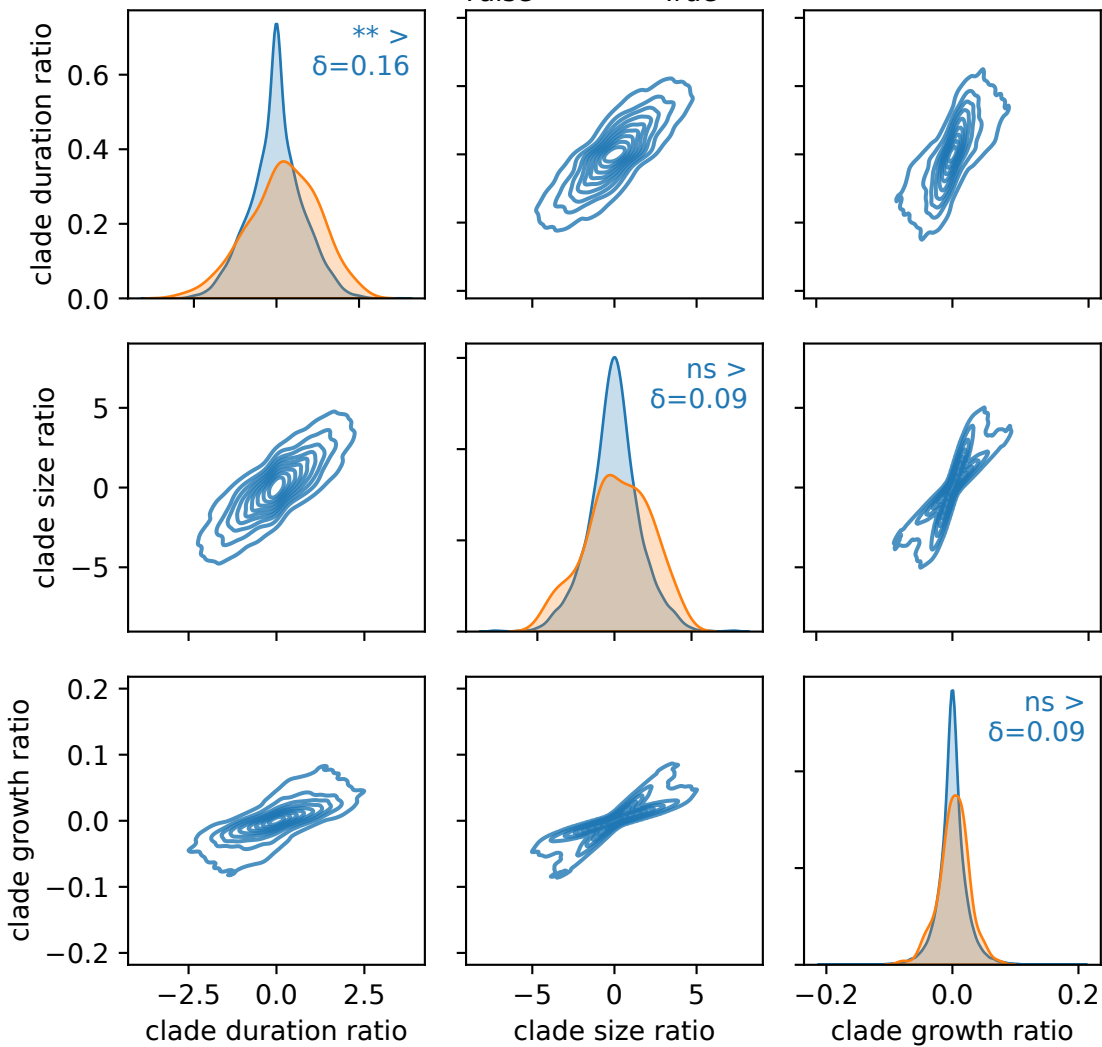 ** >
δ=0.16
clade duration ratio
0.6
0.4
0.2
0.0
ns >
δ=0.09
clade size ratio
5
0
−5
ns >
δ=0.09
clade growth ratio
0.2
0.1
0.0
−0.1
−0.2
−2.5 0.0 2.5
−5 0 5
−0.2 0.0 0.2
clade duration ratio
clade size ratio
clade growth ratio